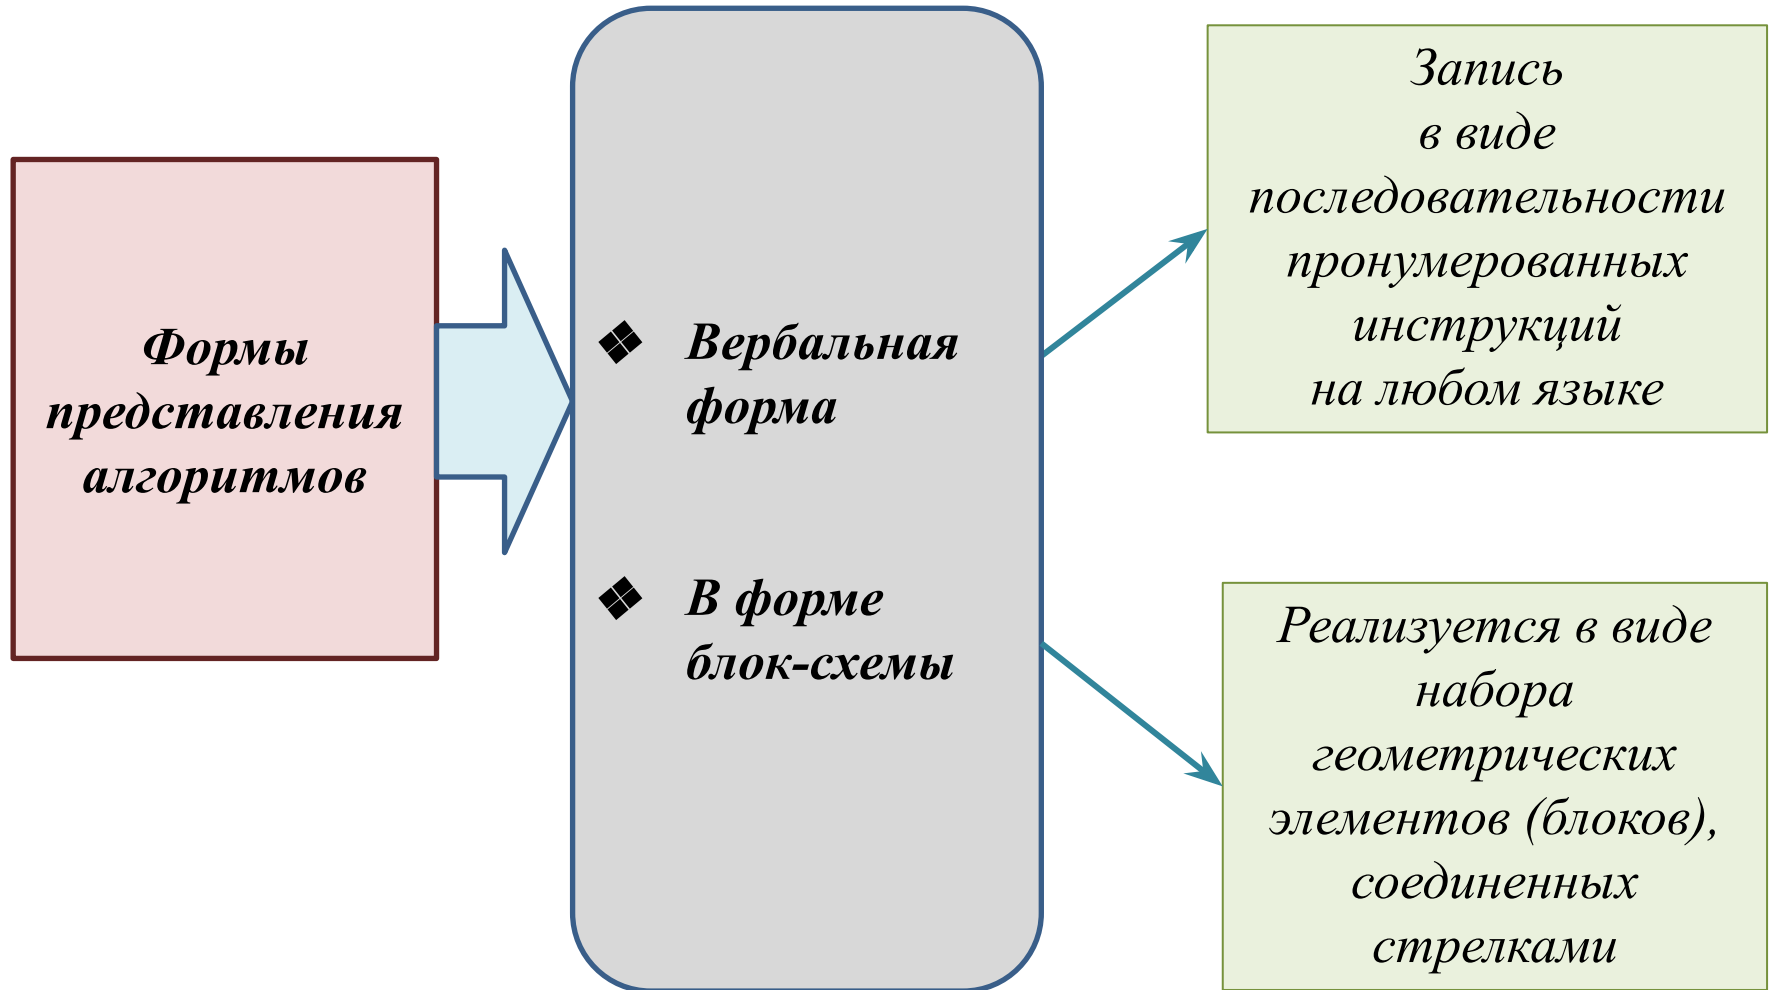 Формы
представления
алгоритмов
❖ Вербальная
форма
❖ В форме
блок-схемы
Запись
в виде
последовательности
пронумерованных
инструкций
на любом языке
Реализуется в виде
набора
геометрических
элементов (блоков),
соединенных
стрелками